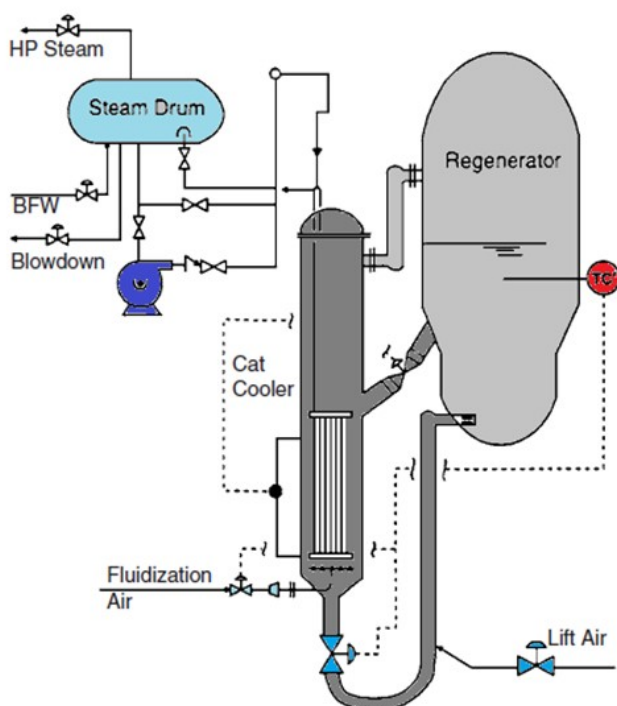 HP Steam
Steam Drum
Regenerator
BFW
Blowdown
TC
Cat
Cooler
Fluidization
Air
Lift Air